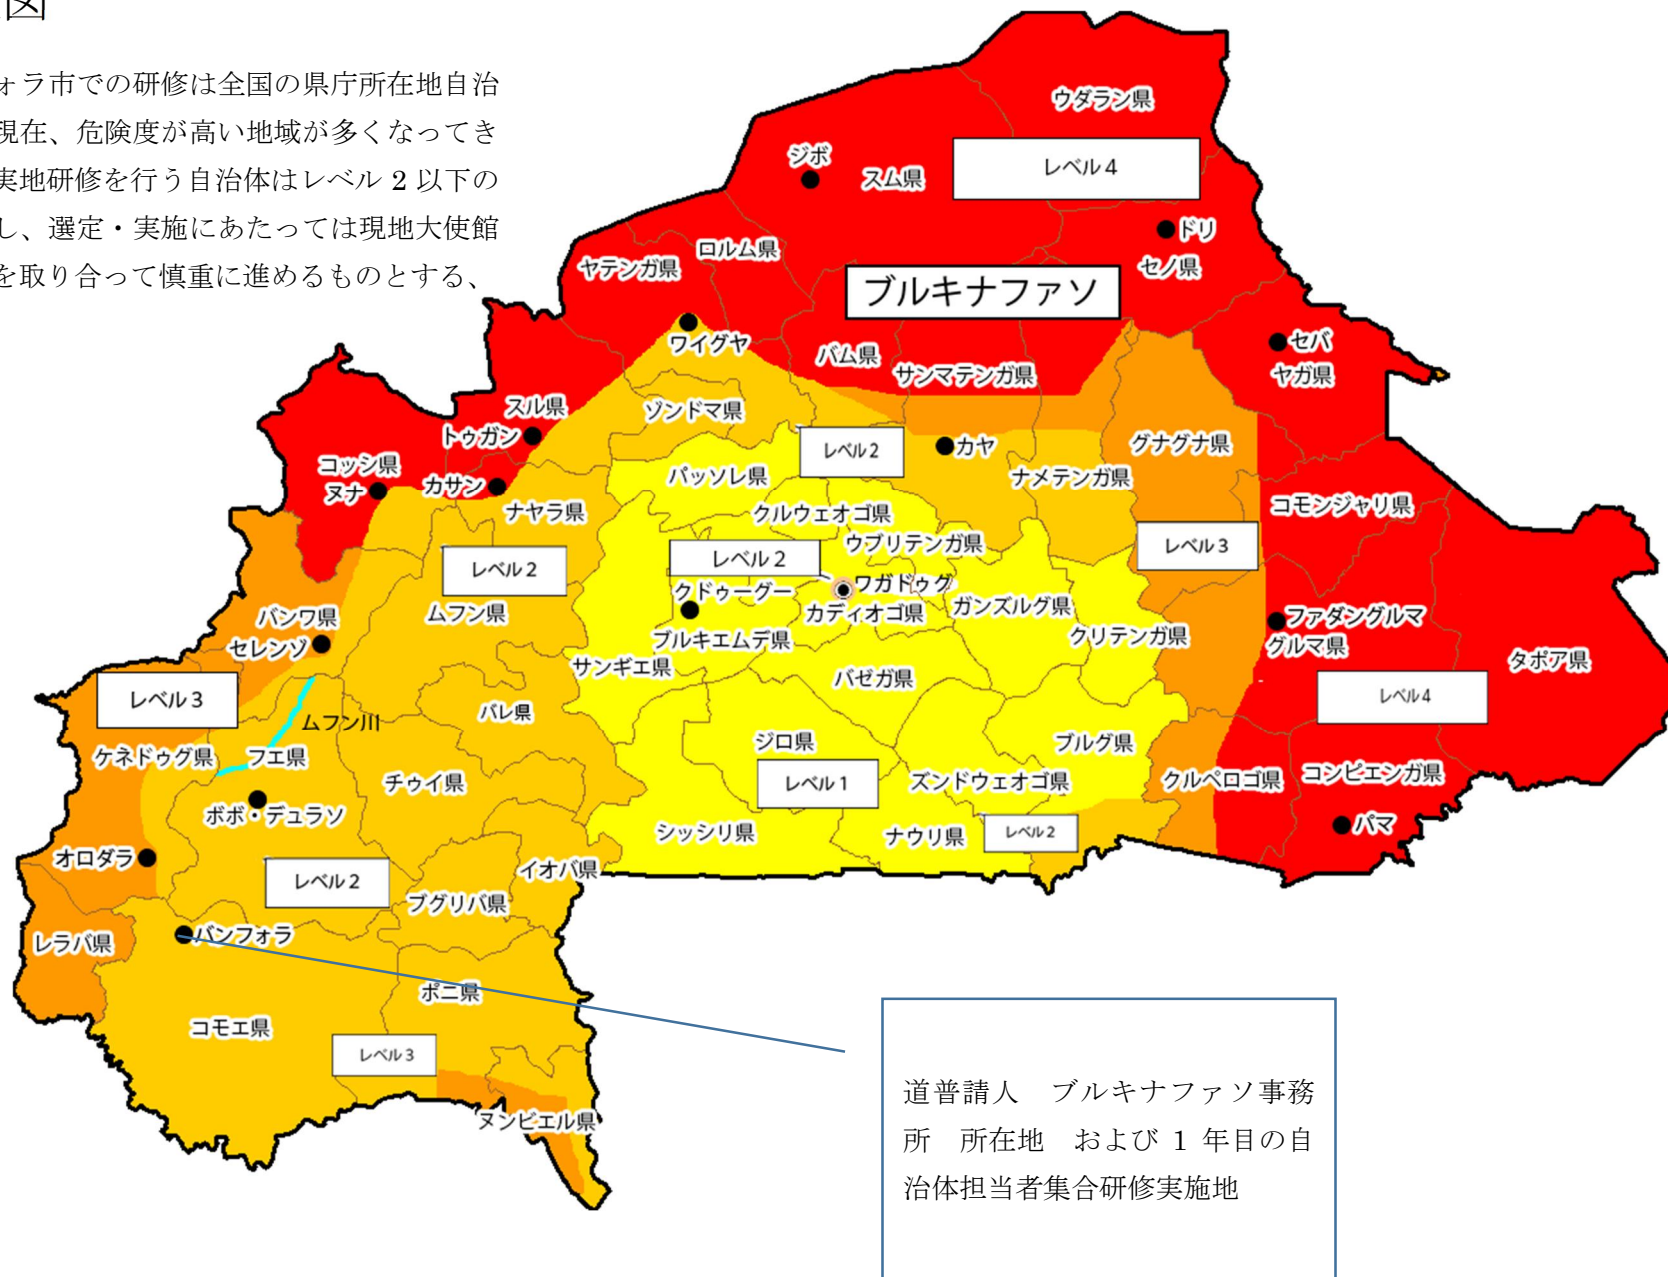 図
ォラ市での研修は全国の県庁所在地自治
現在、危険度が高い地域が多くなってき
実地研修を行う自治体はレベル 2 以下の
し、選定・実施にあたっては現地大使館
を取り合って慎重に進めるものとする、
ウダラン県
レベル4
ジボ
スム県
ドリ
セノ県
ロルム県
ヤテンガ県
ブルキナファソ
ワイグヤ
バム県
サンマテンガ県
セバ
ヤガ県
スル県
トゥガン
ゾンドマ県
レベル2
カヤ
グナグナ県
コッシ県
ヌナ
カサン
パッソレ県
ナメテンガ県
ナヤラ県
クルウェオゴ県
コモンジャリ県
ウブリテンガ県
レベル3
レベル2
レベル2
ワガドゥグ
クドゥーグー
カディオゴ県
ガンズルグ県
ムフン県
バンワ県
セレンゾ
ブルキエムデ県
クリテンガ県
ファダングルマ
グルマ県
サンギエ県
バゼガ県
タポア県
レベル3
レベル4
バレ県
ムフン川
ケネドゥグ県
フエ県
ジロ県
ブルグ県
チゥイ県
レベル1
ズンドウェオゴ県
クルペロゴ県
コンピエンガ県
ボボ・デュラソ
シッシリ県
ナウリ県
レベル2
パマ
オロダラ
レベル2
イオバ県
ブグリバ県
レラバ県
バンフォラ
ポニ県
コモエ県
レベル3
ヌンビエル県
道普請人　ブルキナファソ事務
所　所在地　および 1 年目の自
治体担当者集合研修実施地